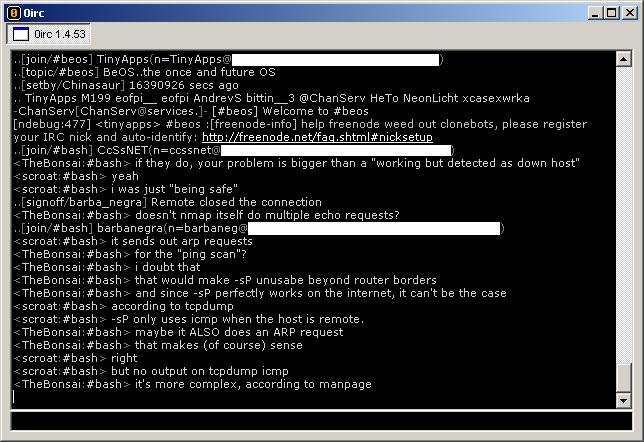 0irc
0irc 1.4.53
..[join/#beos] TinyApps(n=TinyApps@ )
..[topic/#beos] BeOS..the once and future OS
..[setby/Chinasaur] 16390926 secs ago
.. TinyApps M199 eofpi__ eofpi AndrevS bittin__3 @ChanServ HeTo NeonLicht xcasexwrka
-ChanServ[ChanServ@services.]- [#beos] Welcome to #beos
[ndebug:477] <tinyapps> #beos :[freenode-info] help freenode weed out clonebots, please register
your IRC nick and auto-identify: http://freenode.net/faq.shtml#nicksetup
..[join/#bash] CcSsNET(n=ccssnet@ )
<TheBonsai:#bash> if they do, your problem is bigger than a "working but detected as down host"
<scroat:#bash> yeah
<scroat:#bash> i was just "being safe"
..[signoff/barba_negra] Remote closed the connection
<TheBonsai:#bash> doesn't nmap itself do multiple echo requests?
..[join/#bash] barbanegra(n=barbaneg@ )
<scroat:#bash> it sends out arp requests
<TheBonsai:#bash> for the "ping scan"?
<TheBonsai:#bash> i doubt that
<TheBonsai:#bash> that would make -sP unusabe beyond router borders
<TheBonsai:#bash> and since -sP perfectly works on the internet, it can't be the case
<scroat:#bash> according to tcpdump
<scroat:#bash> -sP only uses icmp when the host is remote.
<TheBonsai:#bash> maybe it ALSO does an ARP request
<TheBonsai:#bash> that makes (of course) sense
<scroat:#bash> right
<scroat:#bash> but no output on tcpdump icmp
<TheBonsai:#bash> it's more complex, according to manpage